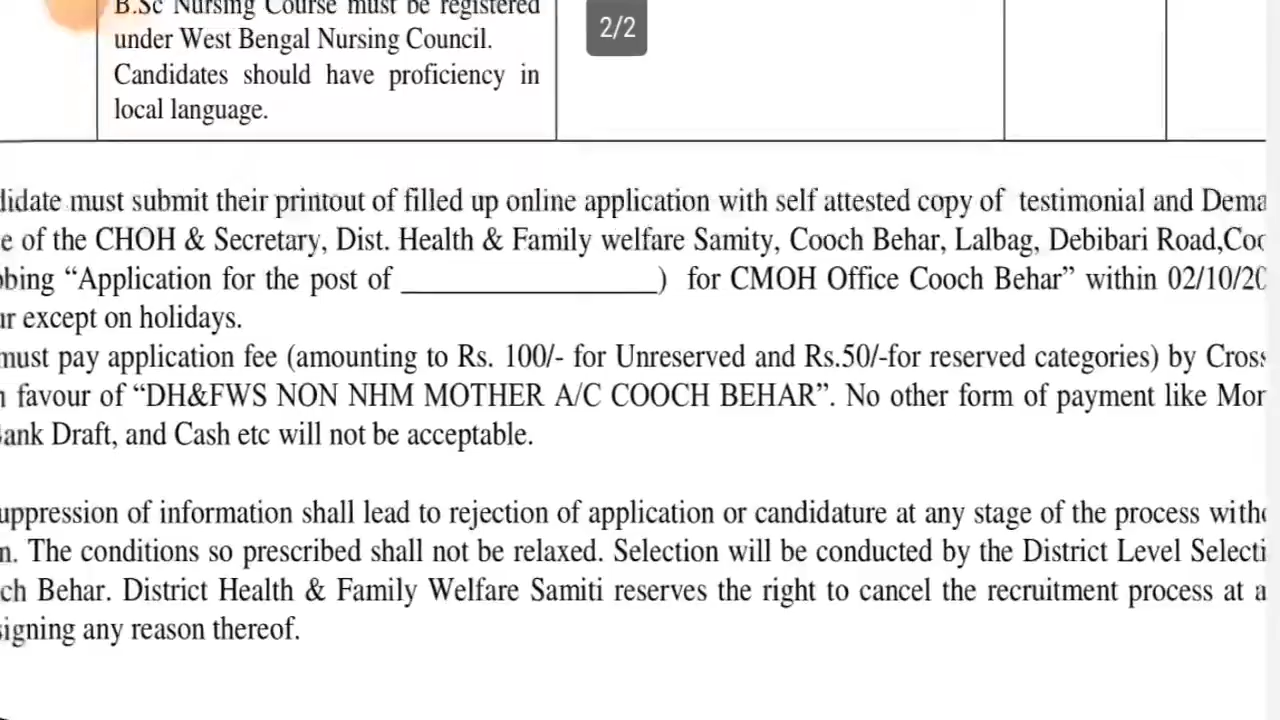 B.Sc Nursing Course must be registered
under West Bengal Nursing Council.
Candidates should have proficiency in
local language.
2/2
didate must submit their printout of filled up online application with self attested copy of testimonial and Dema
e of the CHOH & Secretary, Dist. Health & Family welfare Samity, Cooch Behar, Lalbag, Debibari Road,Coo
bing “Application for the post of _________________) for CMOH Office Cooch Behar” within 02/10/20
ur except on holidays.
must pay application fee (amounting to Rs. 100/- for Unreserved and Rs.50/-for reserved categories) by Cross
favour of “DH&FWS NON NHM MOTHER A/C COOCH BEHAR”. No other form of payment like Mor
ank Draft, and Cash etc will not be acceptable.
uppression of information shall lead to rejection of application or candidature at any stage of the process witho
n. The conditions so prescribed shall not be relaxed. Selection will be conducted by the District Level Selecti
ch Behar. District Health & Family Welfare Samiti reserves the right to cancel the recruitment process at a
signing any reason thereof.